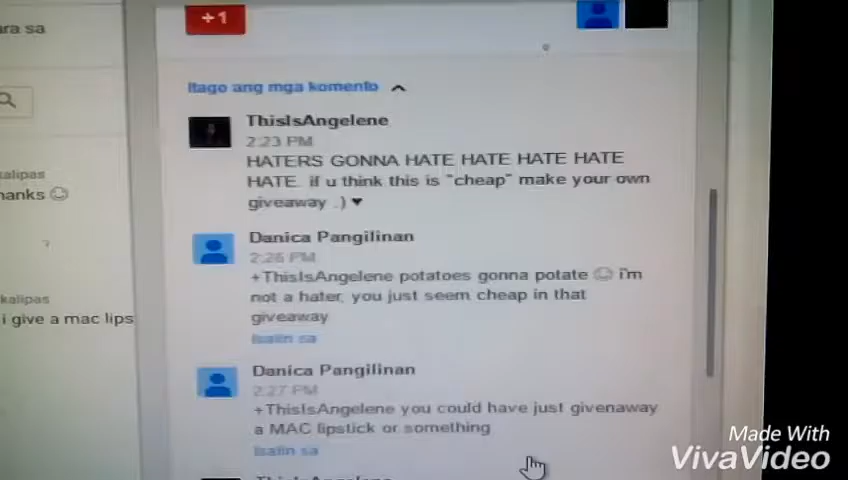 ara sa
+1
Itago ang mga komento
ThisIsAngelene
2:23 PM
HATERS GONNA HATE HATE HATE HATE
HATE. if u think this is "cheap" make your own
giveaway :) ♥
kalipas
hanks ☺
Danica Pangilinan
2:26 PM
+ThisIsAngelene potatoes gonna potate ☺ i'm
not a hater, you just seem cheap in that
giveaway
Isalin sa
kalipas
i give a mac lips
Danica Pangilinan
2:27 PM
+ThisIsAngelene you could have just givenaway
a MAC lipstick or something
Isalin sa
ThisIsAngelene
Made With
VivaVideo